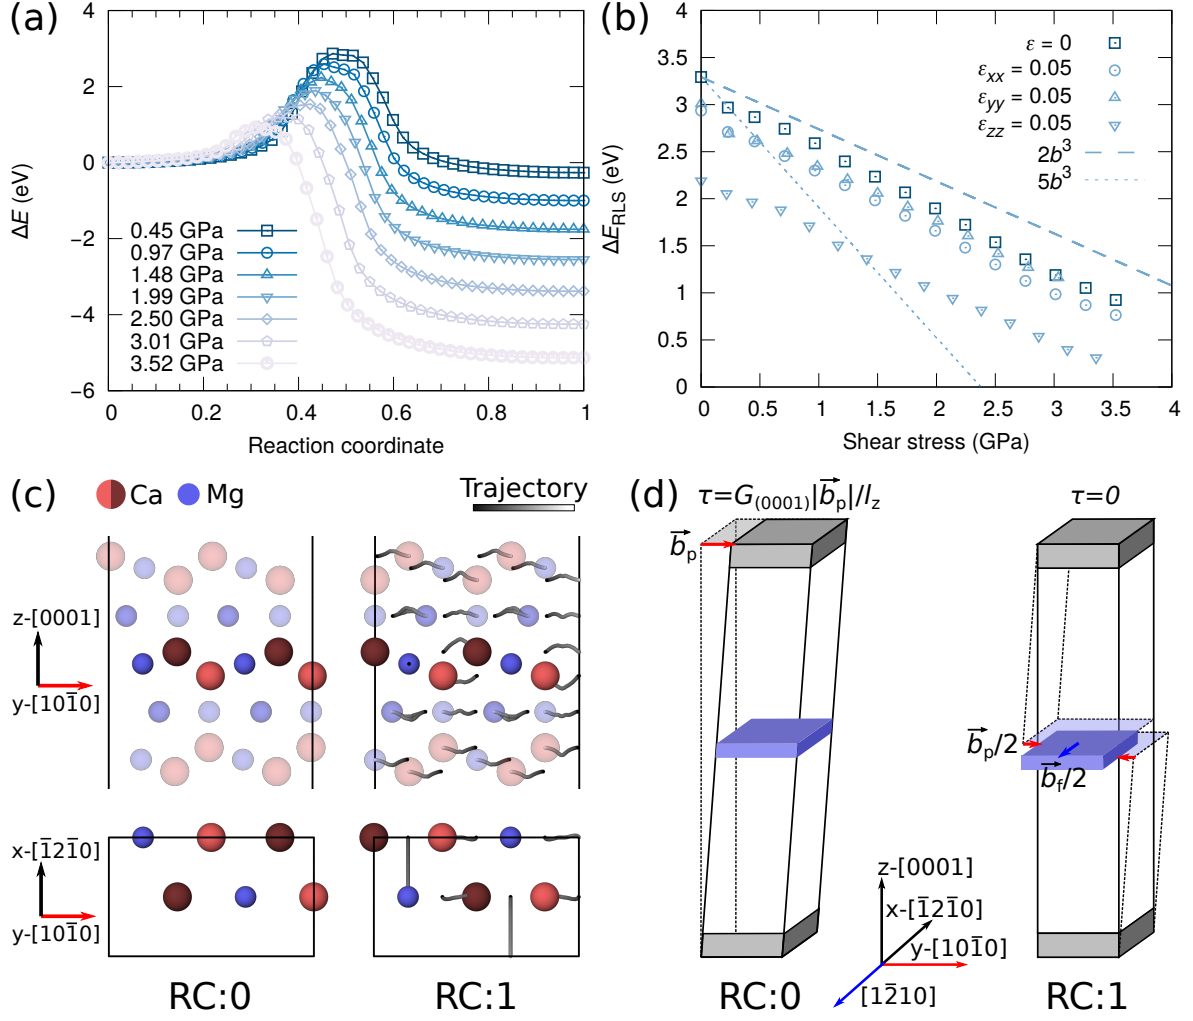 (a)
4
2
0
−2
−4
−6
ΔE (eV)
0.45 GPa
0.97 GPa
1.48 GPa
1.99 GPa
2.50 GPa
3.01 GPa
3.52 GPa
0 0.2 0.4 0.6 0.8 1
Reaction coordinate
(b)
4
3.5
3
2.5
2
1.5
1
0.5
0
ΔE_RLS (eV)
ε = 0
ε_xx = 0.05
ε_yy = 0.05
ε_zz = 0.05
2b³
5b³
0 0.5 1 1.5 2 2.5 3 3.5 4
Shear stress (GPa)
(c)
Ca Mg
Trajectory
z-[0001]
y-[101̅0]
x-[1̅21̅0]
y-[101̅0]
RC:0
RC:1
(d)
τ=G_(0001)|b⃗_p|/l_z
τ=0
b⃗_p
b⃗_p/2
b⃗_f/2
z-[0001]
x-[1̅21̅0]
y-[101̅0]
[12̅10]
RC:0
RC:1